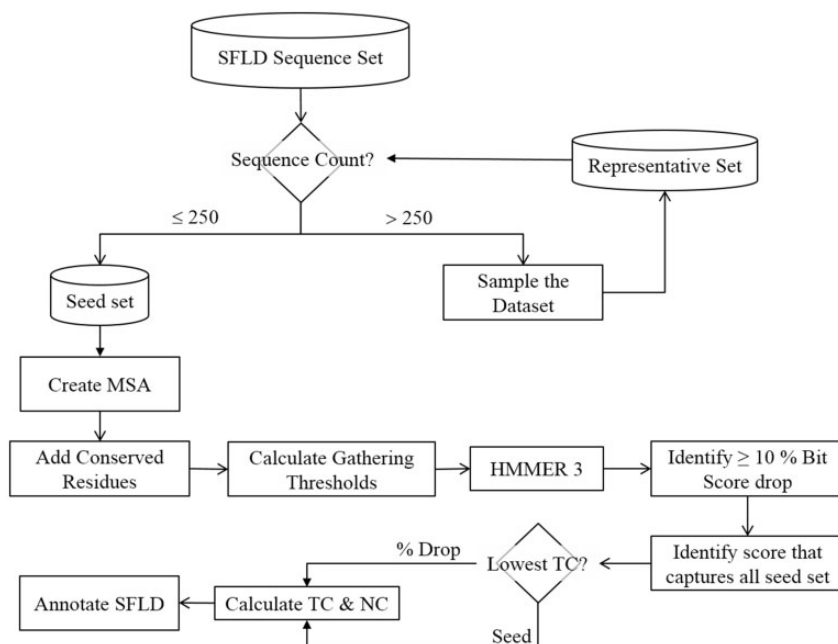 SFLD Sequence Set
Sequence Count?
Representative Set
≤ 250
> 250
Seed set
Sample the
Dataset
Create MSA
Add Conserved
Residues
Calculate Gathering
Thresholds
HMMER 3
Identify ≥ 10 % Bit
Score drop
% Drop
Lowest TC?
Identify score that
captures all seed set
Annotate SFLD
Calculate TC & NC
Seed